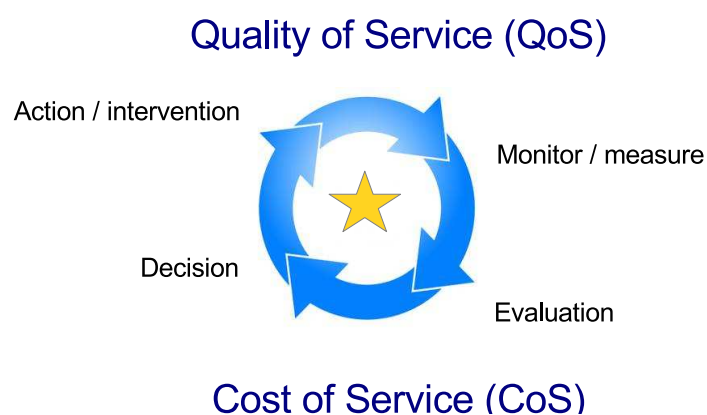 Quality of Service (QoS)
Action / intervention
Monitor / measure
Decision
Evaluation
Cost of Service (CoS)